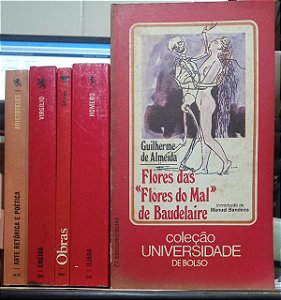 ARISTÓTELES
ARTE RETÓRICA E POÉTICA
VIRGÍLIO
ENEIDA
Obras
HOMERO
ILÍADA
Guilherme
de Almeida
Flores das
"Flores do Mal"
de Baudelaire
introdução de
Manuel Bandeira
coleção
UNIVERSIDADE
DE BOLSO